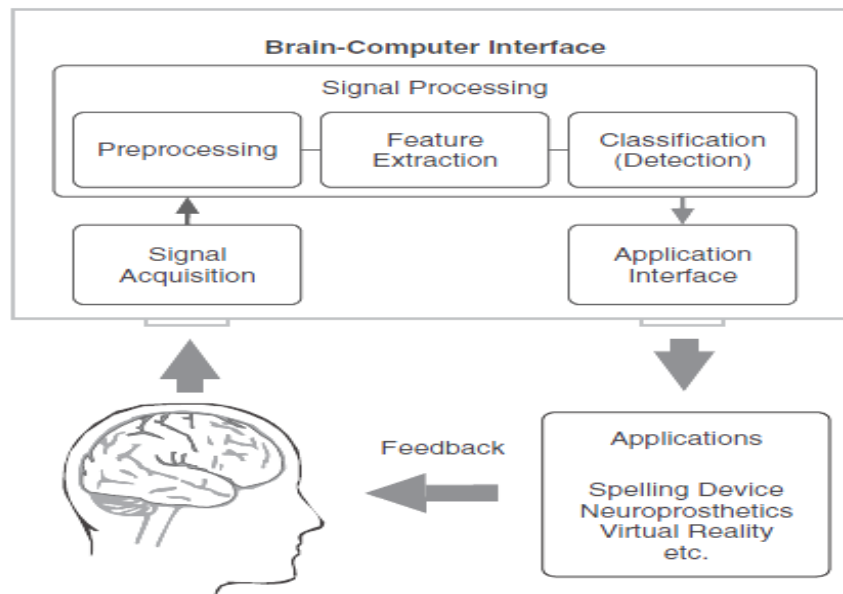 Brain-Computer Interface
Signal Processing
Preprocessing
Feature
Extraction
Classification
(Detection)
Signal
Acquisition
Application
Interface
Feedback
Applications
Spelling Device
Neuroprosthetics
Virtual Reality
etc.